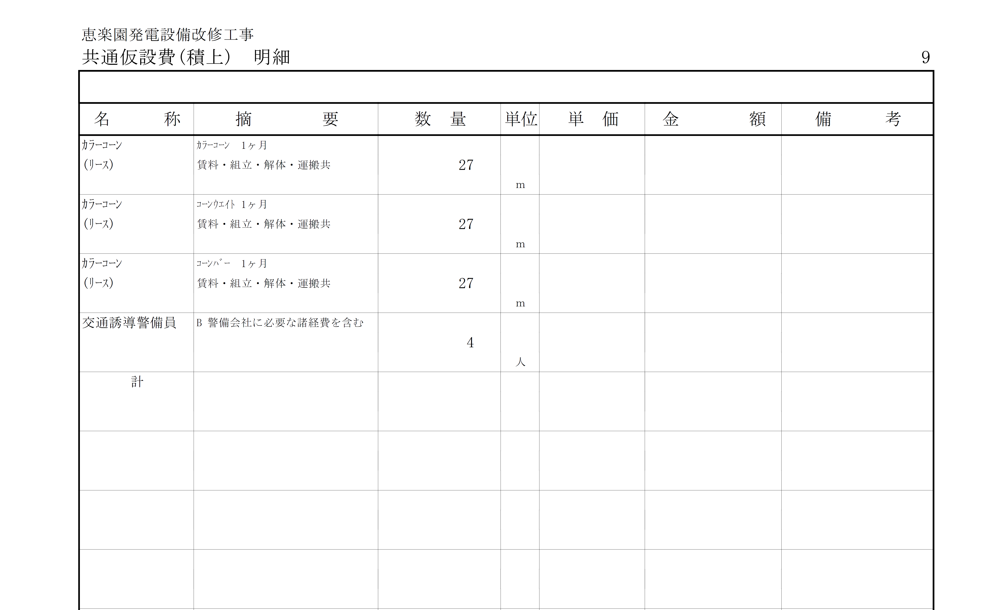 恵楽園発電設備改修工事
共通仮設費(積上)　明細 9
名称 摘要 数量 単位 単価 金額 備考
ｶﾗｰｺｰﾝ ｶﾗｰｺｰﾝ　1ヶ月
(ﾘｰｽ) 賃料・組立・解体・運搬共 27
m
ｶﾗｰｺｰﾝ ｺｰﾝｳｴｲﾄ 1ヶ月
(ﾘｰｽ) 賃料・組立・解体・運搬共 27
m
ｶﾗｰｺｰﾝ ｺｰﾝﾊﾞｰ　1ヶ月
(ﾘｰｽ) 賃料・組立・解体・運搬共 27
m
交通誘導警備員 B 警備会社に必要な諸経費を含む
4
人
計